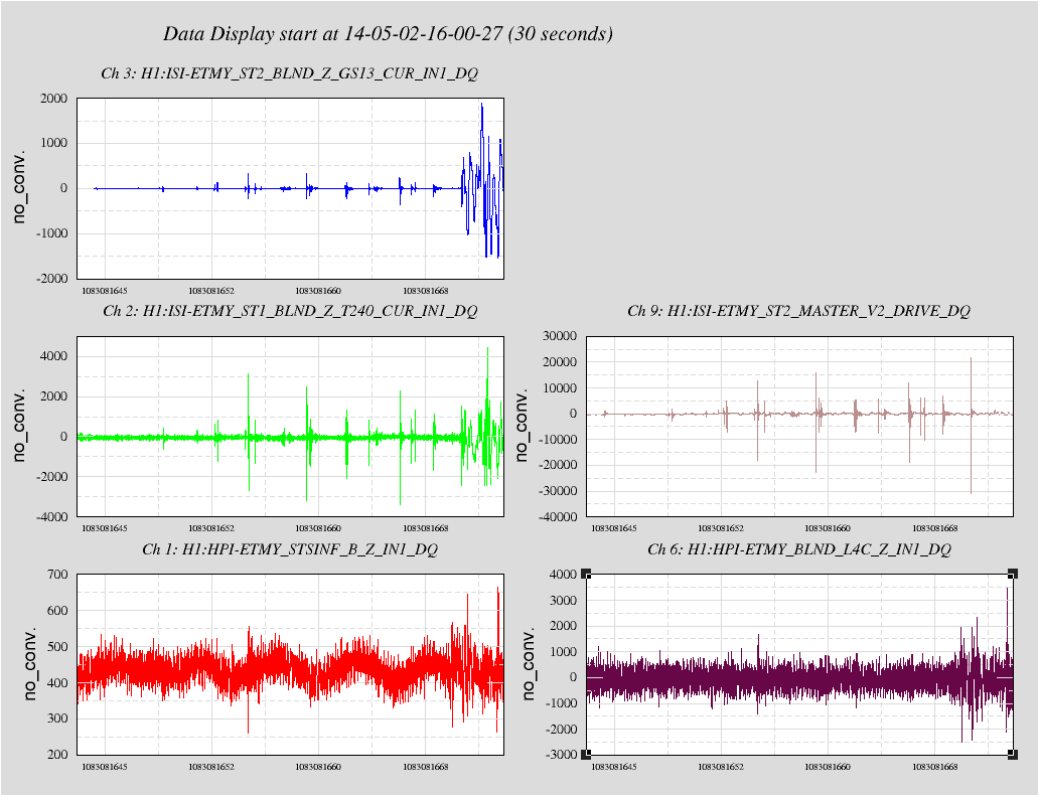 Data Display start at 14-05-02-16-00-27 (30 seconds)
Ch 3: H1:ISI-ETMY_ST2_BLND_Z_GS13_CUR_IN1_DQ
2000
1000
0
-1000
-2000
no_conv.
1083081645 1083081652 1083081660 1083081668
Ch 2: H1:ISI-ETMY_ST1_BLND_Z_T240_CUR_IN1_DQ
4000
2000
0
-2000
-4000
no_conv.
1083081645 1083081652 1083081660 1083081668
Ch 9: H1:ISI-ETMY_ST2_MASTER_V2_DRIVE_DQ
30000
20000
10000
0
-10000
-20000
-30000
-40000
no_conv.
1083081645 1083081652 1083081660 1083081668
Ch 1: H1:HPI-ETMY_STSINF_B_Z_IN1_DQ
700
600
500
400
300
200
no_conv.
1083081645 1083081652 1083081660 1083081668
Ch 6: H1:HPI-ETMY_BLND_L4C_Z_IN1_DQ
4000
3000
2000
1000
0
-1000
-2000
-3000
no_conv.
1083081645 1083081652 1083081660 1083081668